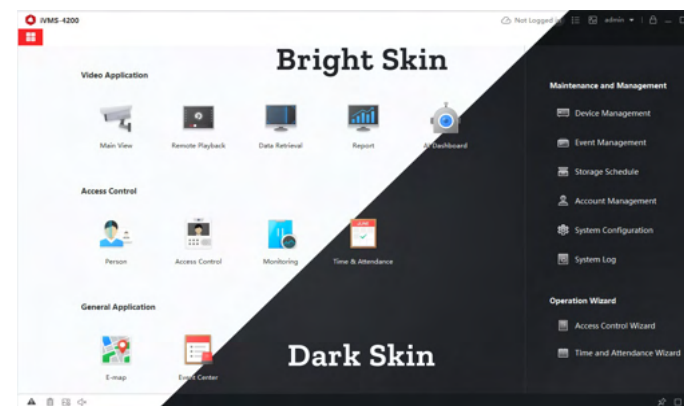 iVMS-4200
Not Logged in
admin
Bright Skin
Video Application
Main View
Remote Playback
Data Retrieval
Report
AI Dashboard
Access Control
Person
Access Control
Monitoring
Time & Attendance
General Application
E-map
Event Center
Dark Skin
Maintenance and Management
Device Management
Event Management
Storage Schedule
Account Management
System Configuration
System Log
Operation Wizard
Access Control Wizard
Time and Attendance Wizard